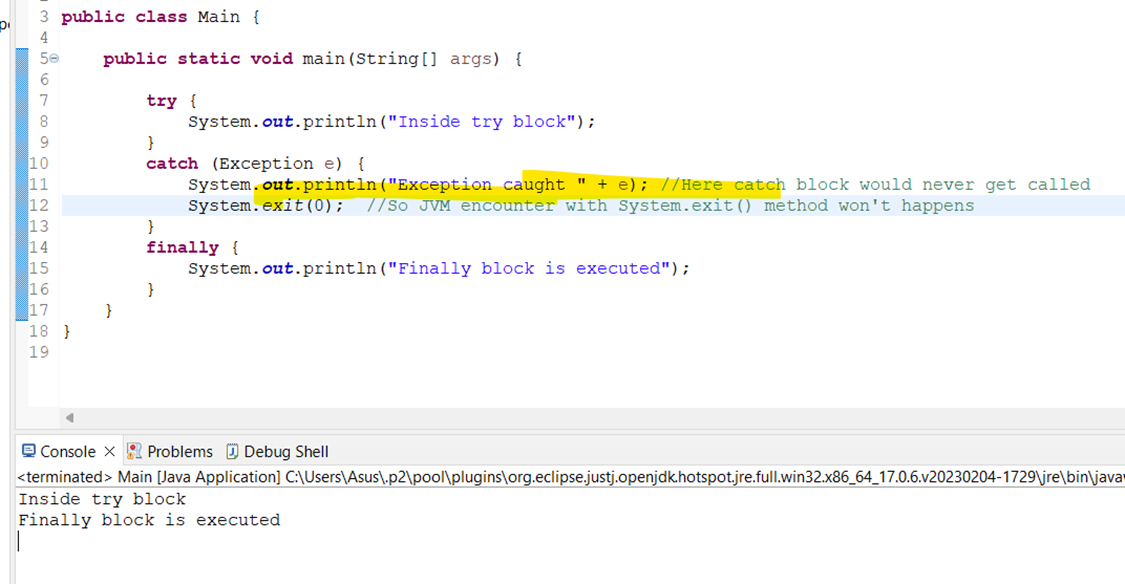 3 public class Main {
4
5 public static void main(String[] args) {
6
7 try {
8 System.out.println("Inside try block");
9 }
10 catch (Exception e) {
11 System.out.println("Exception caught " + e); //Here catch block would never get called
12 System.exit(0); //So JVM encounter with System.exit() method won't happens
13 }
14 finally {
15 System.out.println("Finally block is executed");
16 }
17 }
18 }
19
Console Problems Debug Shell
<terminated> Main [Java Application] C:\Users\Asus\.p2\pool\plugins\org.eclipse.justj.openjdk.hotspot.jre.full.win32.x86_64_17.0.6.v20230204-1729\jre\bin\javav
Inside try block
Finally block is executed